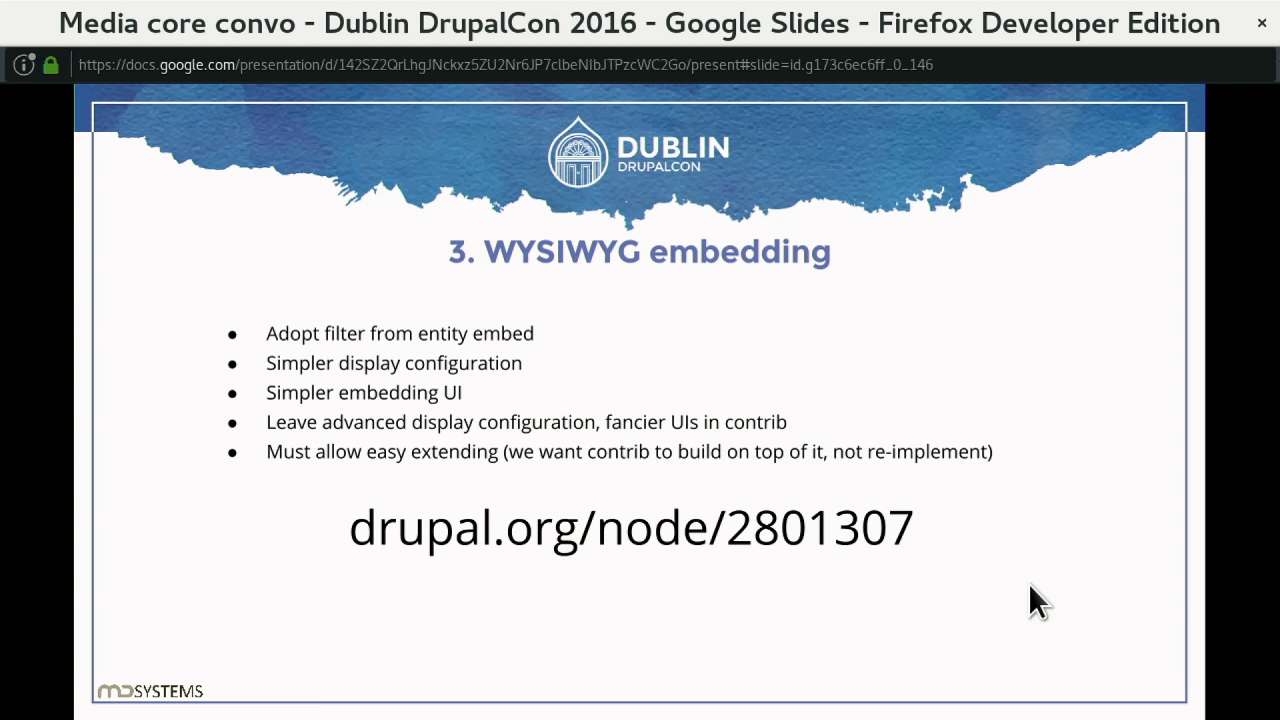 Media core convo - Dublin DrupalCon 2016 - Google Slides - Firefox Developer Edition ×
https://docs.google.com/presentation/d/142SZ2QrLhgJNckxz5ZU2Nr6JP7clbeNIbJTPzcWC2Go/present#slide=id.g173c6ec6ff_0_146
DUBLIN
DRUPALCON
3. WYSIWYG embedding
● Adopt filter from entity embed
● Simpler display configuration
● Simpler embedding UI
● Leave advanced display configuration, fancier UIs in contrib
● Must allow easy extending (we want contrib to build on top of it, not re-implement)
drupal.org/node/2801307
MD SYSTEMS